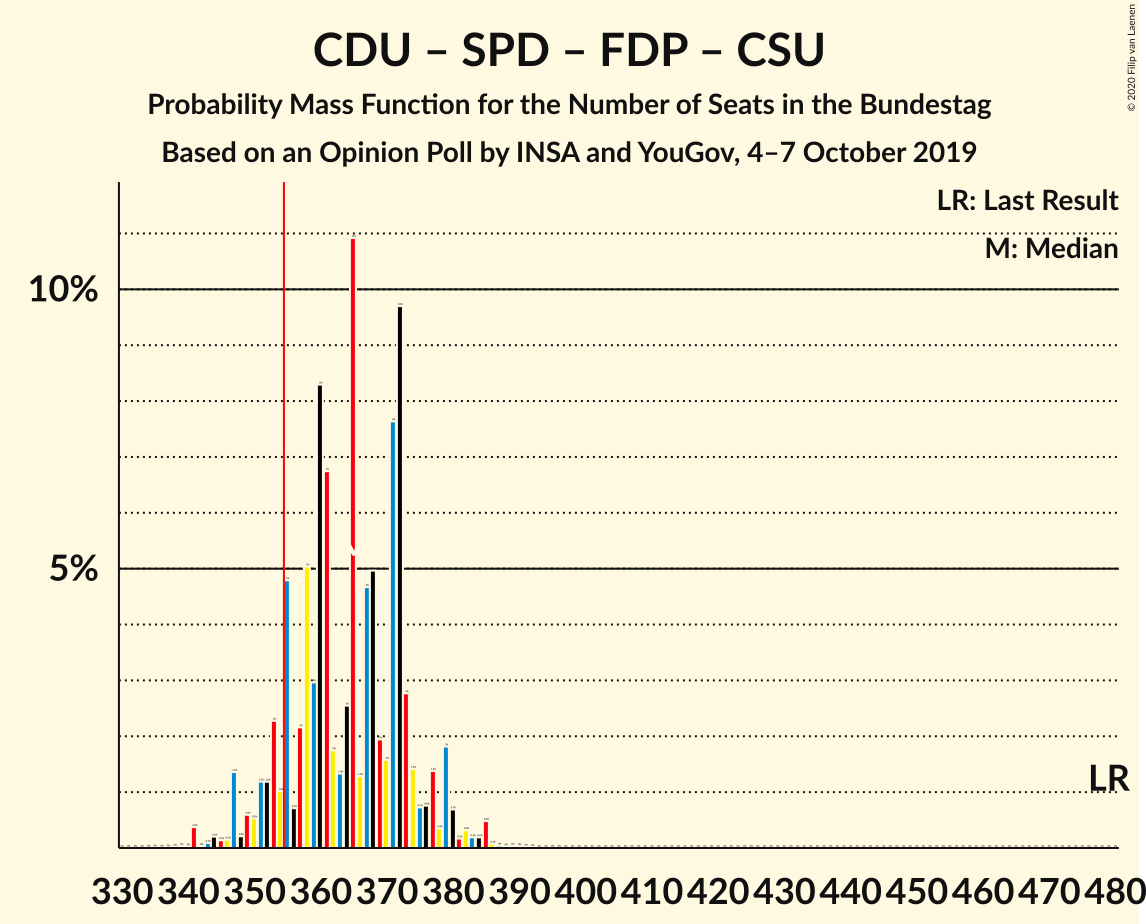 CDU – SPD – FDP – CSU
Probability Mass Function for the Number of Seats in the Bundestag
Based on an Opinion Poll by INSA and YouGov, 4–7 October 2019
© 2020 Filip van Laenen
LR: Last Result
M: Median
10%
5%
LR
330 340 350 360 370 380 390 400 410 420 430 440 450 460 470 480